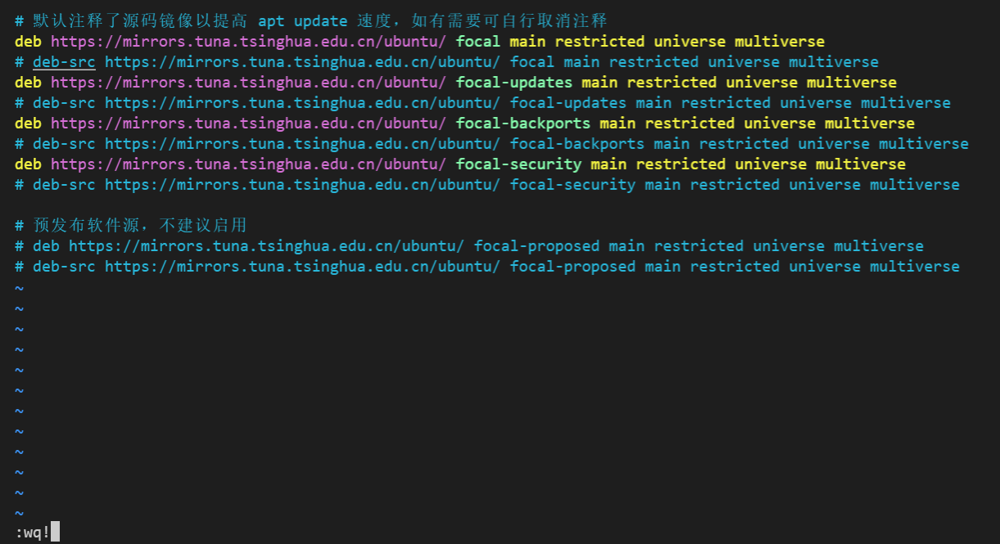 # 默认注释了源码镜像以提高 apt update 速度，如有需要可自行取消注释
deb https://mirrors.tuna.tsinghua.edu.cn/ubuntu/ focal main restricted universe multiverse
# deb-src https://mirrors.tuna.tsinghua.edu.cn/ubuntu/ focal main restricted universe multiverse
deb https://mirrors.tuna.tsinghua.edu.cn/ubuntu/ focal-updates main restricted universe multiverse
# deb-src https://mirrors.tuna.tsinghua.edu.cn/ubuntu/ focal-updates main restricted universe multiverse
deb https://mirrors.tuna.tsinghua.edu.cn/ubuntu/ focal-backports main restricted universe multiverse
# deb-src https://mirrors.tuna.tsinghua.edu.cn/ubuntu/ focal-backports main restricted universe multiverse
deb https://mirrors.tuna.tsinghua.edu.cn/ubuntu/ focal-security main restricted universe multiverse
# deb-src https://mirrors.tuna.tsinghua.edu.cn/ubuntu/ focal-security main restricted universe multiverse
# 预发布软件源，不建议启用
# deb https://mirrors.tuna.tsinghua.edu.cn/ubuntu/ focal-proposed main restricted universe multiverse
# deb-src https://mirrors.tuna.tsinghua.edu.cn/ubuntu/ focal-proposed main restricted universe multiverse
~
~
~
~
~
~
~
~
~
~
~
~
:wq!